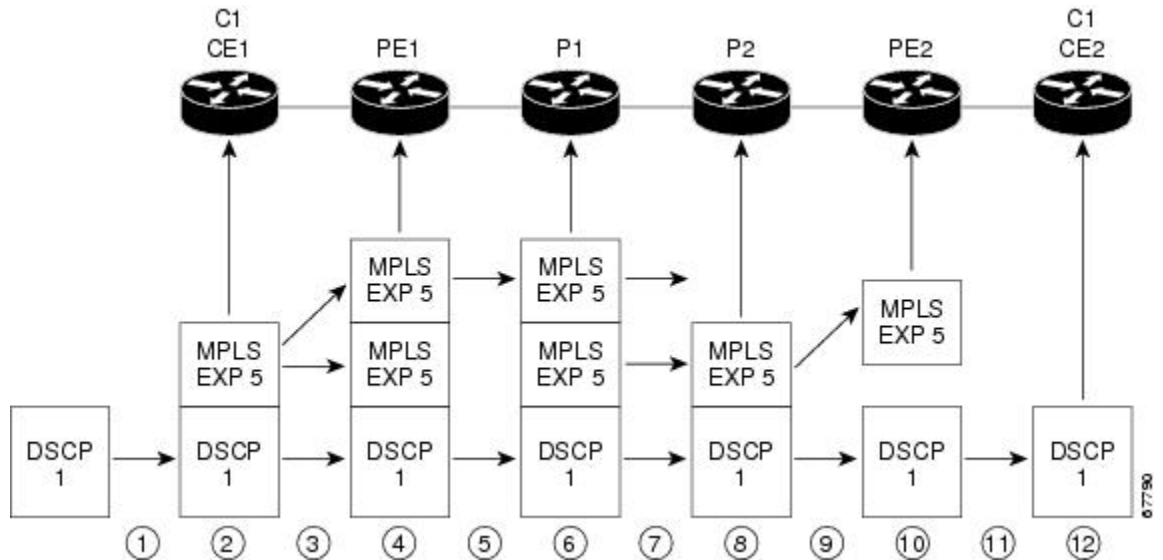 C1
CE1
PE1
P1
P2
PE2
C1
CE2
MPLS
EXP 5
MPLS
EXP 5
MPLS
EXP 5
MPLS
EXP 5
MPLS
EXP 5
MPLS
EXP 5
MPLS
EXP 5
DSCP
1
DSCP
1
DSCP
1
DSCP
1
DSCP
1
DSCP
1
DSCP
1
1
2
3
4
5
6
7
8
9
10
11
12
67790